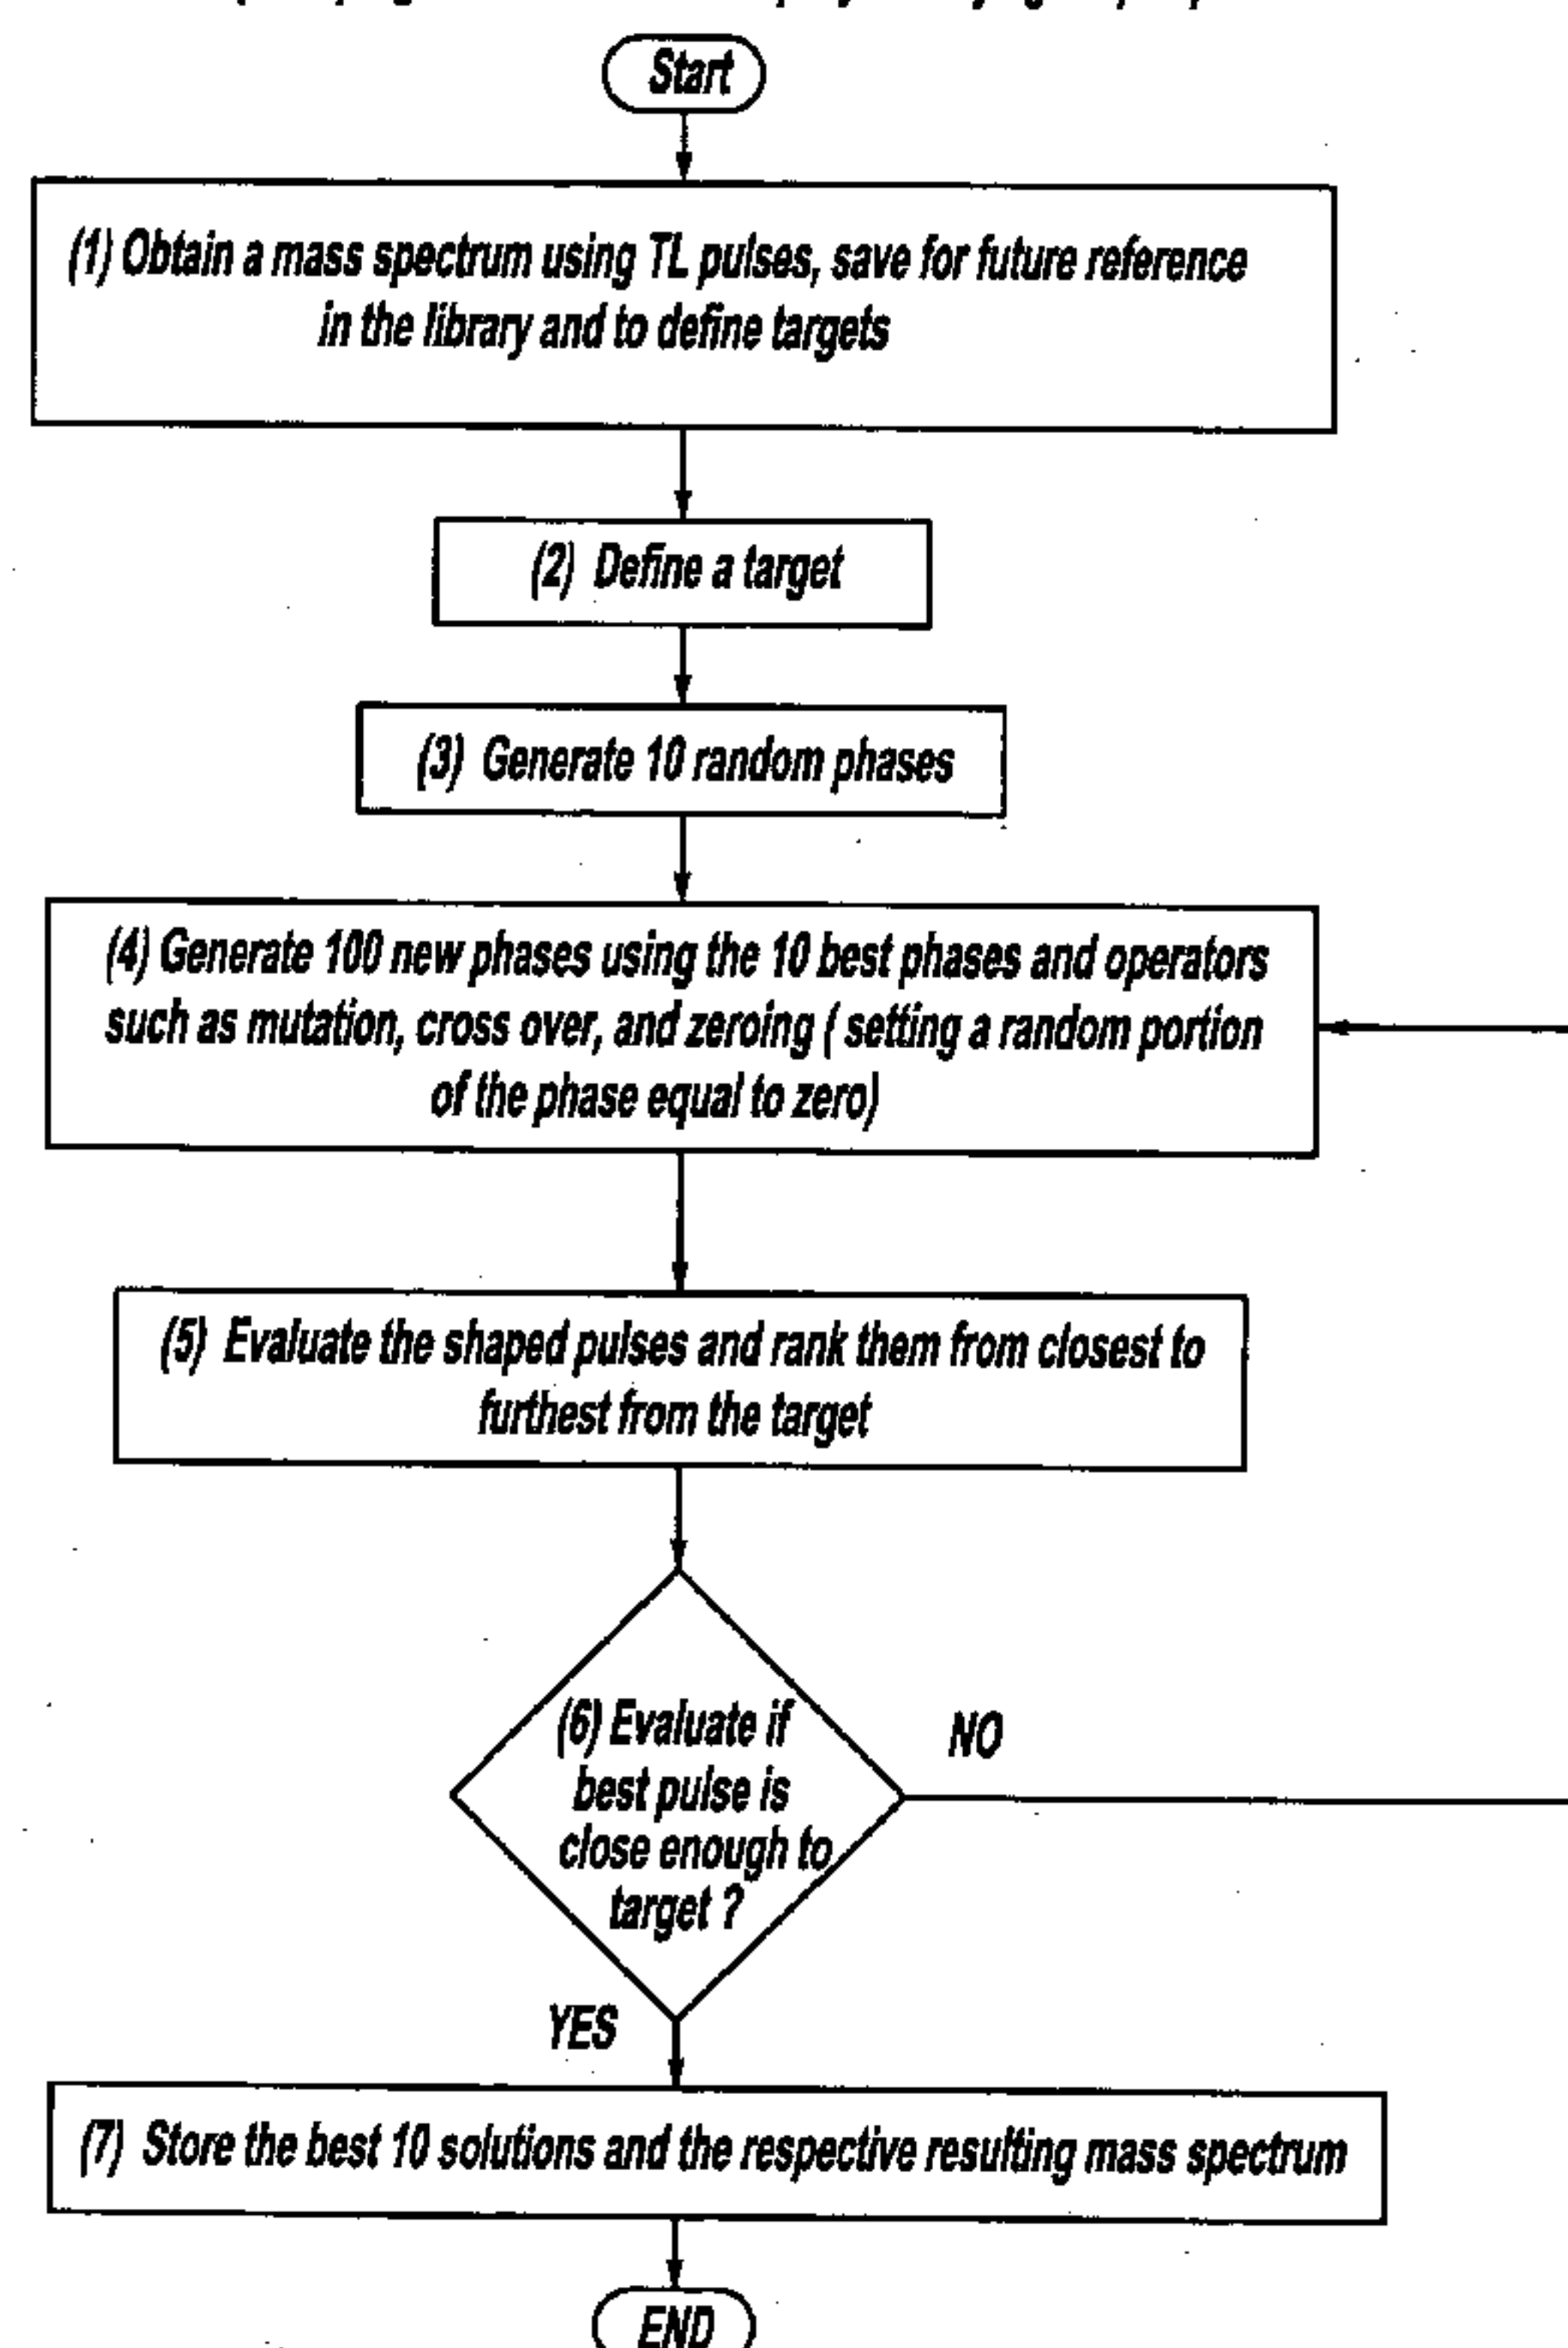 Start
(1) Obtain a mass spectrum using TL pulses, save for future reference
in the library and to define targets
(2) Define a target
(3) Generate 10 random phases
(4) Generate 100 new phases using the 10 best phases and operators
such as mutation, cross over, and zeroing ( setting a random portion
of the phase equal to zero)
(5) Evaluate the shaped pulses and rank them from closest to
furthest from the target
(6) Evaluate if
best pulse is
close enough to
target ?
NO
YES
(7) Store the best 10 solutions and the respective resulting mass spectrum
END